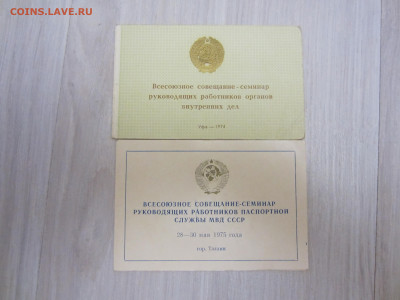 COINS.LAVE.RU
Всесоюзное совещание-семинар
руководящих работников органов
внутренних дел
ВСЕСОЮЗНОЕ СОВЕЩАНИЕ-СЕМИНАР
РУКОВОДЯЩИХ РАБОТНИКОВ ПАСПОРТНОЙ
СЛУЖБЫ МВД СССР
28—30 мая 1975 года
гор. Таллин